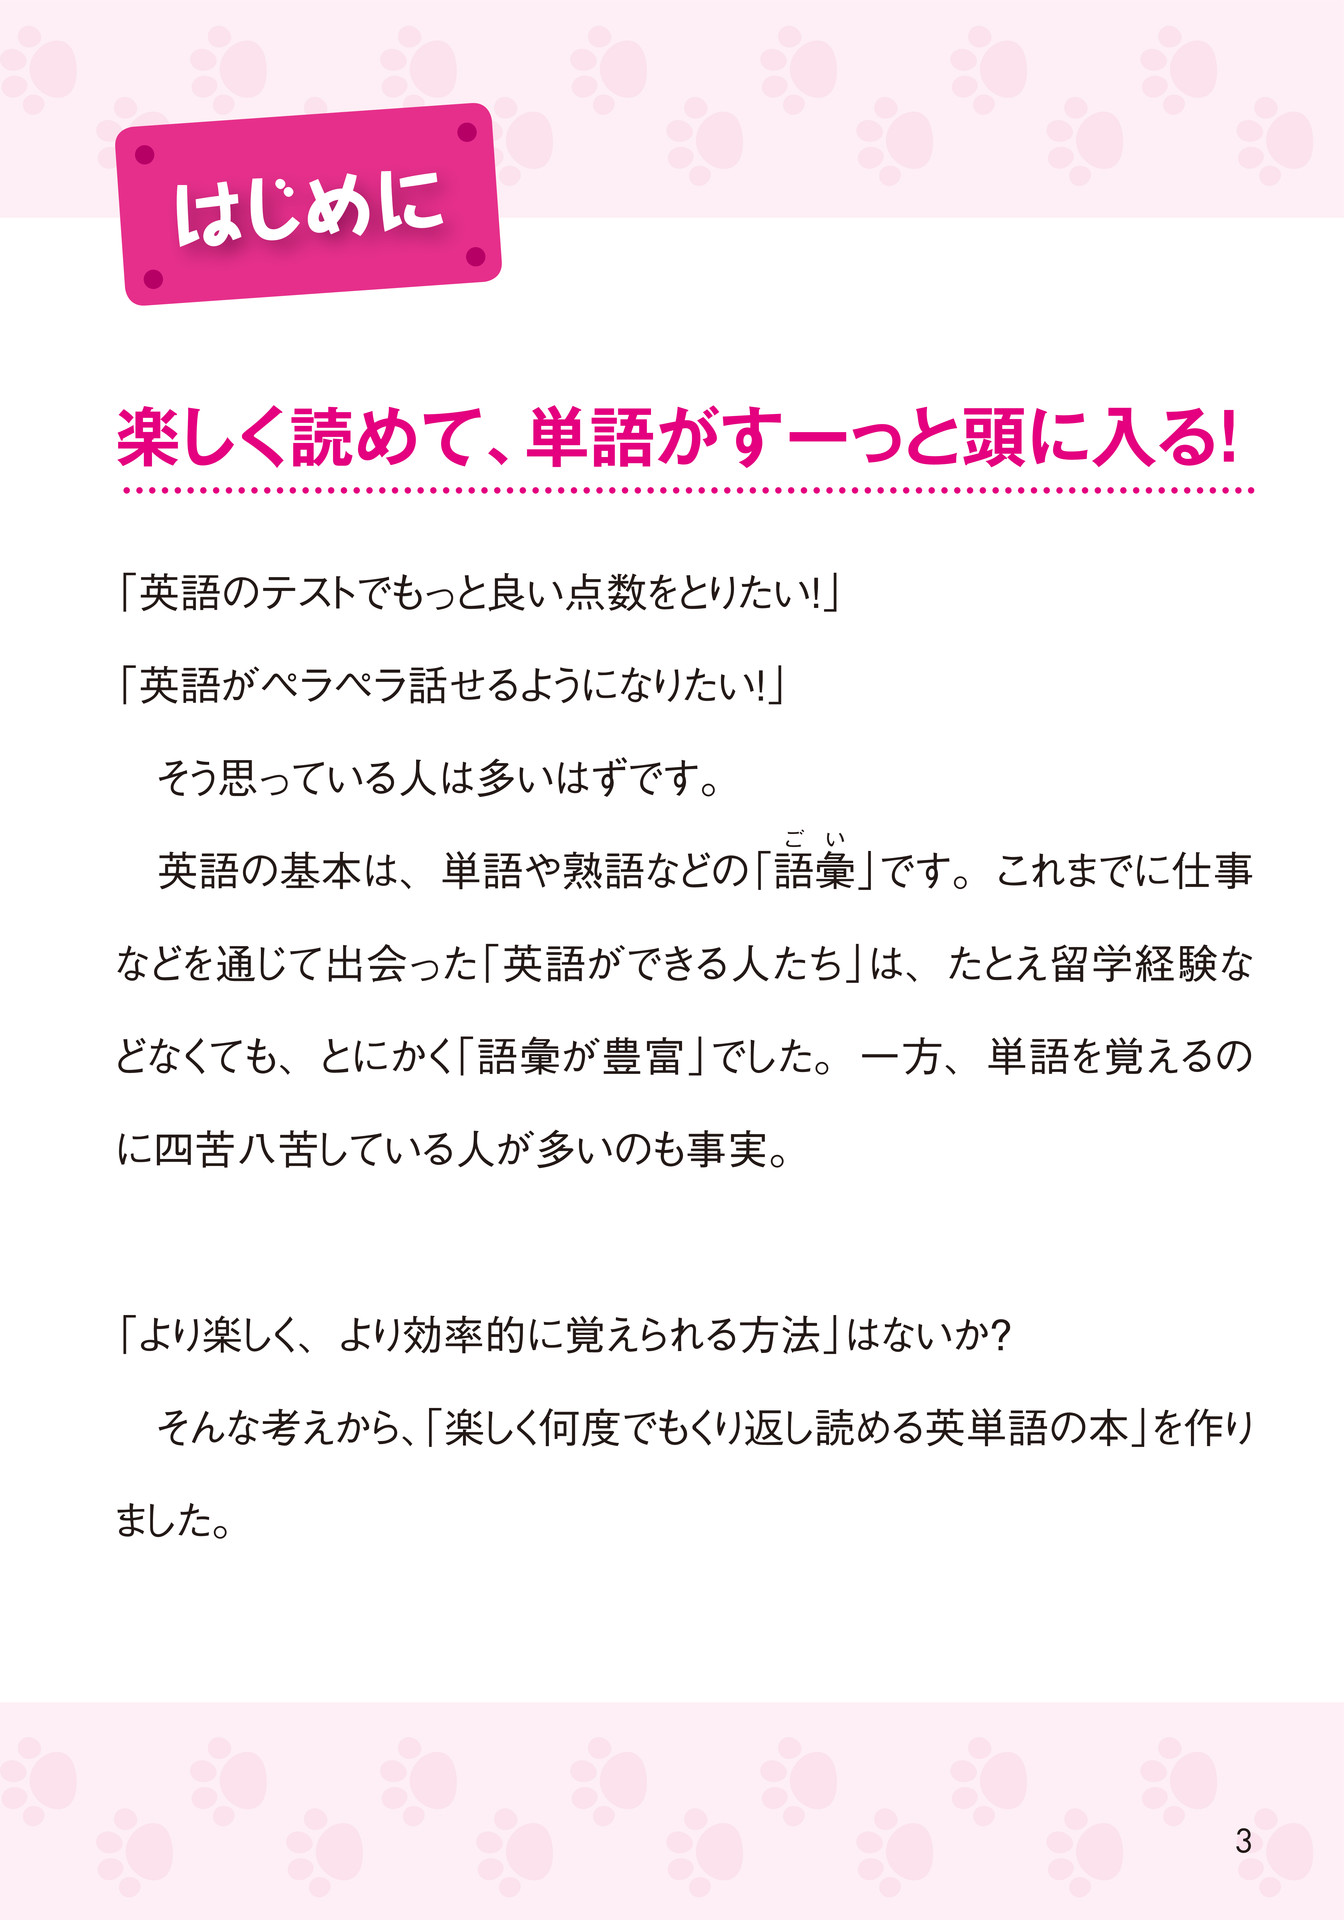 はじめに
楽しく読めて、単語がすーっと頭に入る!
「英語のテストでもっと良い点数をとりたい!」
「英語がペラペラ話せるようになりたい!」
そう思っている人は多いはずです。
ごい
英語の基本は、単語や熟語などの「語彙」です。これまでに仕事
などを通じて出会った「英語ができる人たち」は、たとえ留学経験な
どなくても、とにかく「語彙が豊富」でした。一方、単語を覚えるの
に四苦八苦している人が多いのも事実。
「より楽しく、より効率的に覚えられる方法」はないか?
そんな考えから、「楽しく何度でもくり返し読める英単語の本」を作り
ました。
3